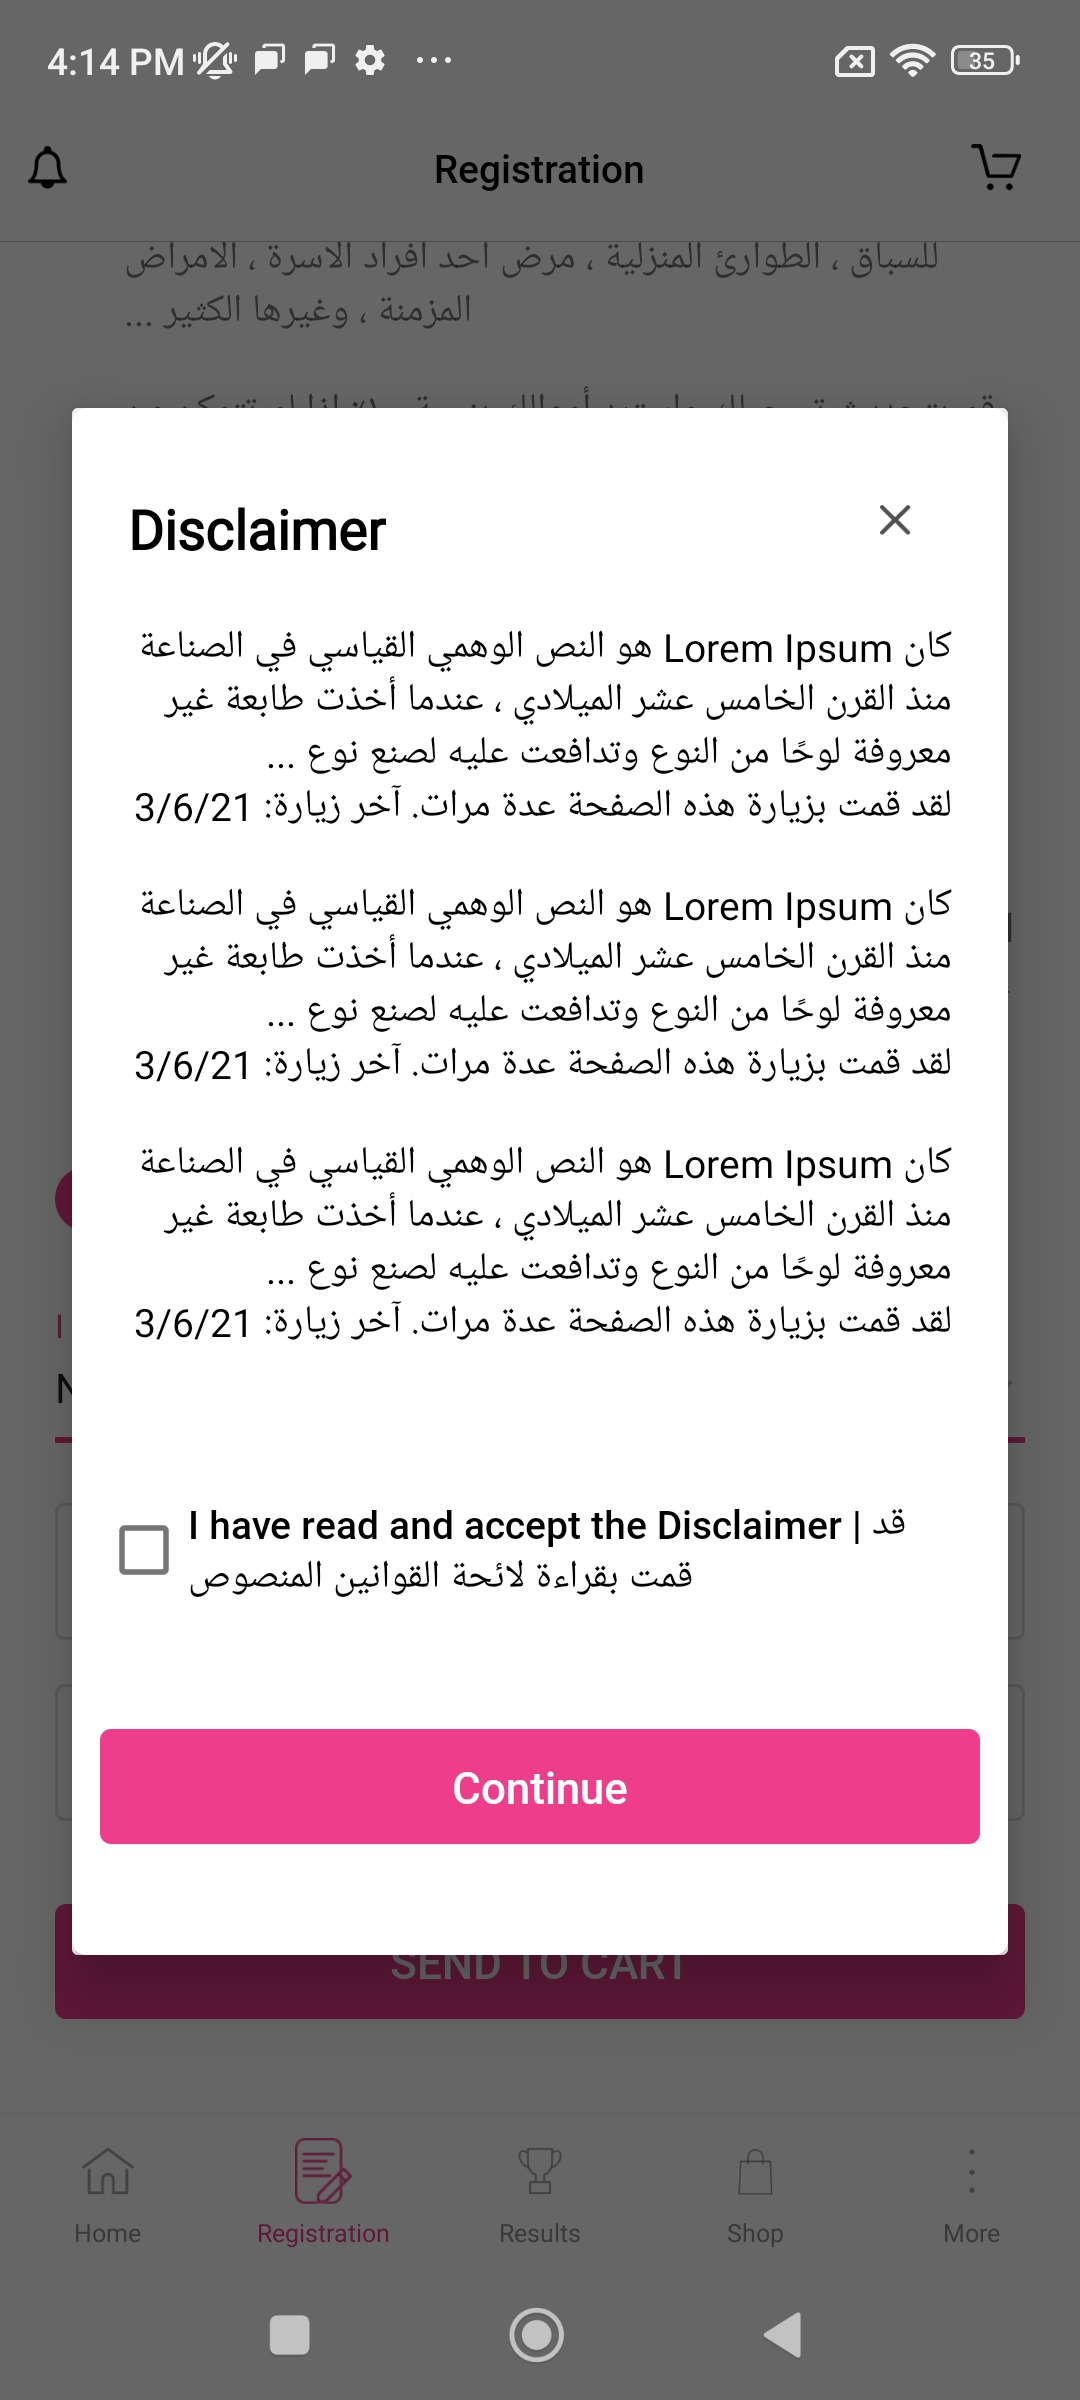 4:14 PM
35
Registration
للسباق ، الطوارئ المنزلية ، مرض احد افراد الاسرة ، الامراض
المزمنة ، وغيرها الكثير ...
Disclaimer
كان Lorem Ipsum هو النص الوهمي القياسي في الصناعة
منذ القرن الخامس عشر الميلادي ، عندما أخذت طابعة غير
معروفة لوحًا من النوع وتدافعت عليه لصنع نوع ...
لقد قمت بزيارة هذه الصفحة عدة مرات. آخر زيارة: 3/6/21
كان Lorem Ipsum هو النص الوهمي القياسي في الصناعة
منذ القرن الخامس عشر الميلادي ، عندما أخذت طابعة غير
معروفة لوحًا من النوع وتدافعت عليه لصنع نوع ...
لقد قمت بزيارة هذه الصفحة عدة مرات. آخر زيارة: 3/6/21
كان Lorem Ipsum هو النص الوهمي القياسي في الصناعة
منذ القرن الخامس عشر الميلادي ، عندما أخذت طابعة غير
معروفة لوحًا من النوع وتدافعت عليه لصنع نوع ...
لقد قمت بزيارة هذه الصفحة عدة مرات. آخر زيارة: 3/6/21
I have read and accept the Disclaimer | قد
قمت بقراءة لائحة القوانين المنصوص
Continue
SEND TO CART
Home
Registration
Results
Shop
More